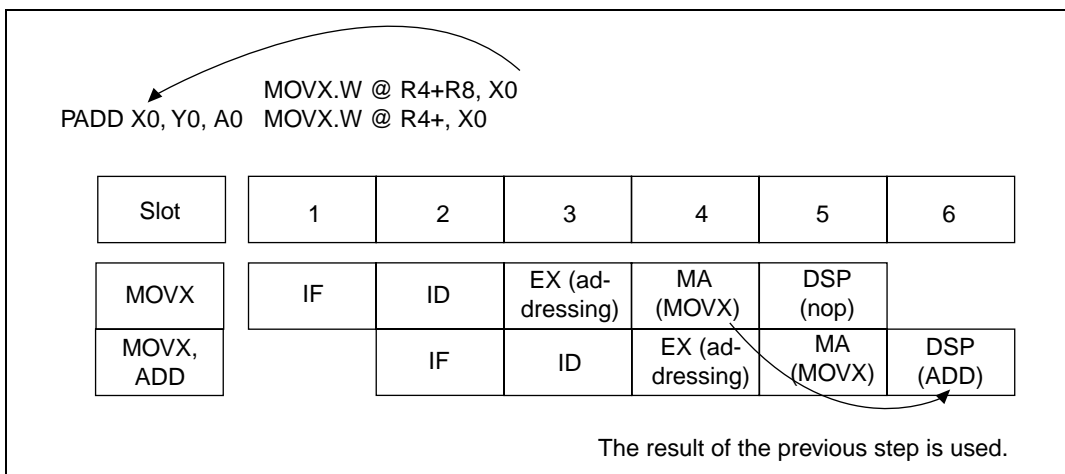 MOVX.W @ R4+R8, X0
PADD X0, Y0, A0 MOVX.W @ R4+, X0
Slot 1 2 3 4 5 6
MOVX IF ID EX (ad-
dressing) MA
(MOVX) DSP
(nop)
MOVX,
ADD IF ID EX (ad-
dressing) MA
(MOVX) DSP
(ADD)
The result of the previous step is used.